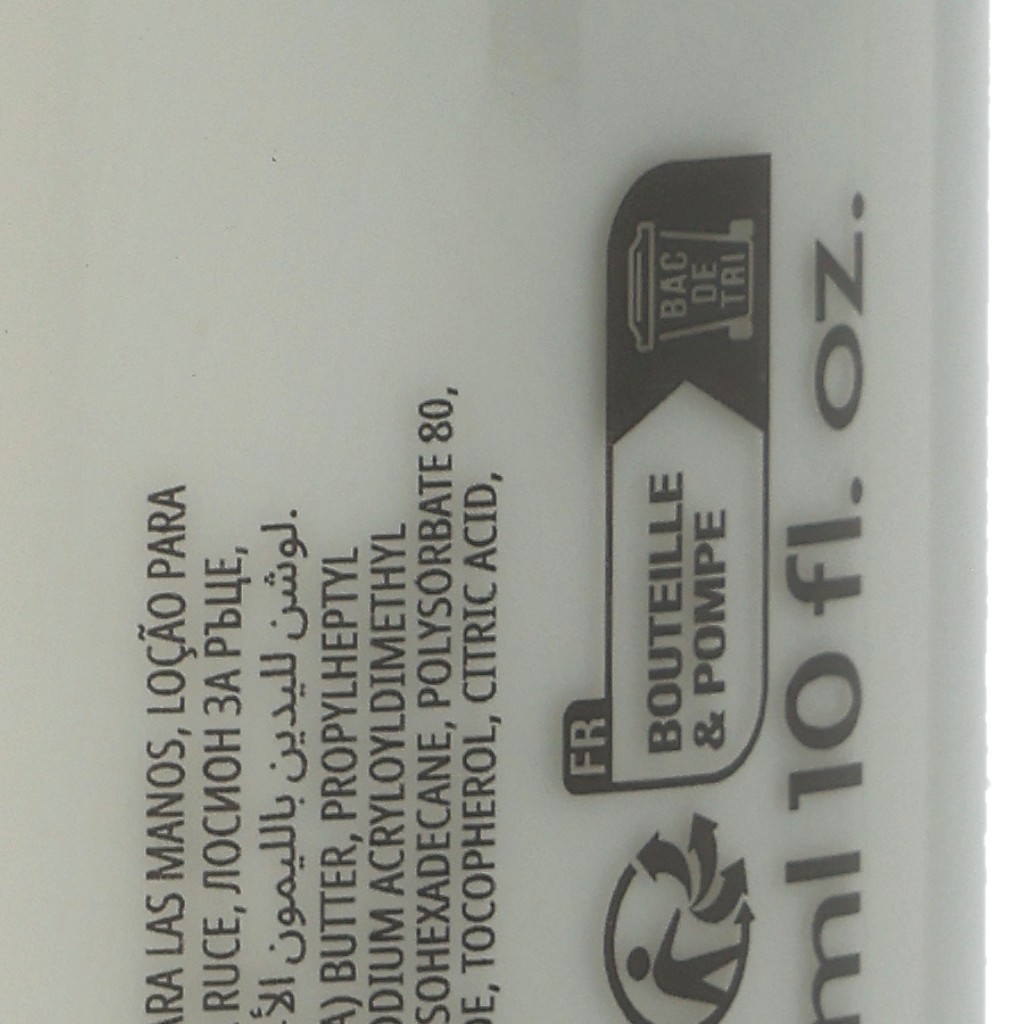 ARA LAS MANOS, LOÇÃO PARA
RUCE, ЛОСИОН ЗА РЪЦЕ,
لوشن لليدين بالليمون
A) BUTTER, PROPYLHEPTYL
ODIUM ACRYLOYLDIMETHYL
SOHEXADECANE, POLYSORBATE 80,
DE, TOCOPHEROL, CITRIC ACID,
FR
BOUTEILLE
& POMPE
BAC
DE
TRI
ml 10 fl. oz.